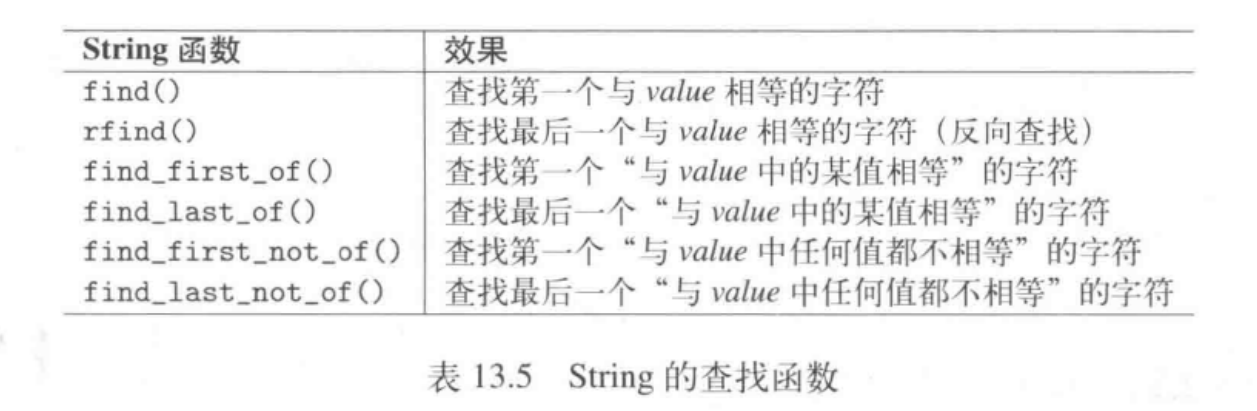 String 函数 效果
find() 查找第一个与 value 相等的字符
rfind() 查找最后一个与 value 相等的字符（反向查找）
find_first_of() 查找第一个“与 value 中的某值相等”的字符
find_last_of() 查找最后一个“与 value 中的某值相等”的字符
find_first_not_of() 查找第一个“与 value 中任何值都不相等”的字符
find_last_not_of() 查找最后一个“与 value 中任何值都不相等”的字符
表 13.5 String 的查找函数